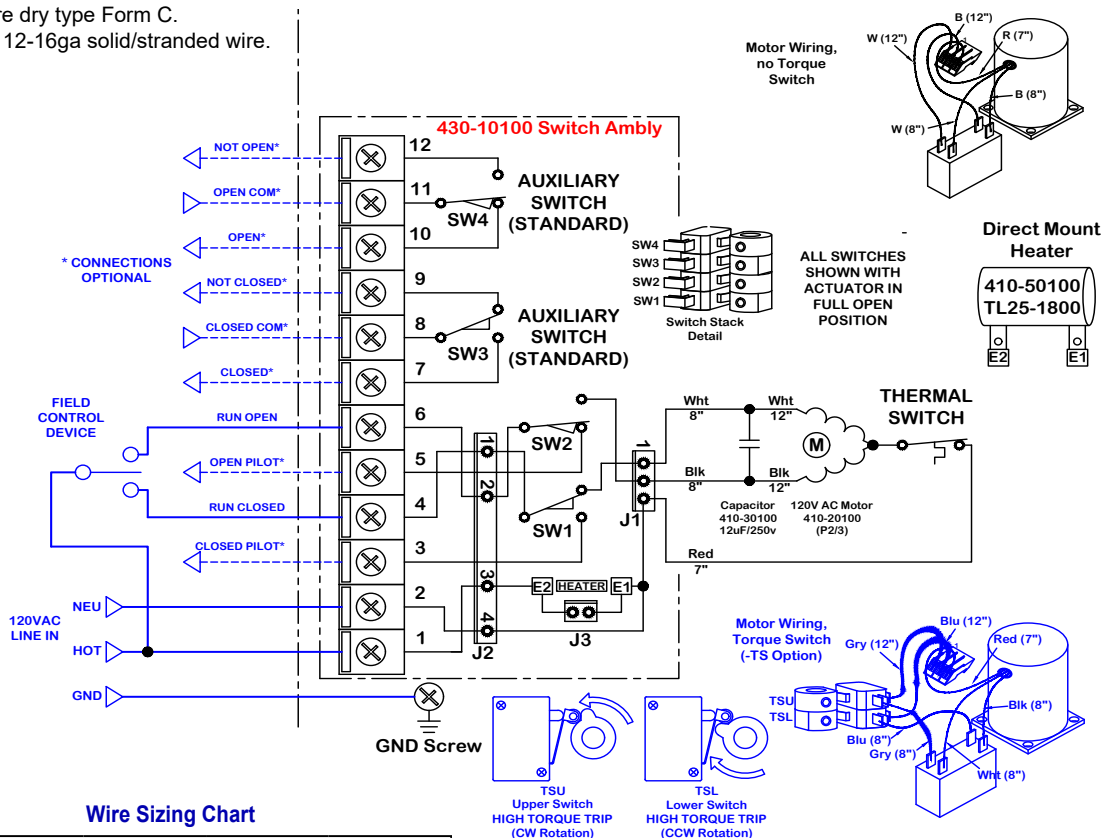 re dry type Form C.
12-16ga solid/stranded wire.
B (12")
W (12")
R (7")
Motor Wiring,
no Torque
Switch
B (8")
W (8")
430-10100 Switch Ambly
NOT OPEN*
12
OPEN COM*
11
SW4
AUXILIARY
SWITCH
(STANDARD)
OPEN*
10
* CONNECTIONS
OPTIONAL
NOT CLOSED*
9
CLOSED COM*
8
SW3
AUXILIARY
SWITCH
(STANDARD)
CLOSED*
7
SW4
SW3
SW2
SW1
Switch Stack
Detail
ALL SWITCHES
SHOWN WITH
ACTUATOR IN
FULL OPEN
POSITION
Direct Mount
Heater
410-50100
TL25-1800
E2
E1
FIELD
CONTROL
DEVICE
RUN OPEN
6
OPEN PILOT*
5
RUN CLOSED
4
CLOSED PILOT*
3
NEU
2
120VAC
LINE IN
HOT
1
GND
GND Screw
1
2
3
4
J2
SW2
SW1
1
J1
E2
HEATER
E1
J3
Wht
8"
Wht
12"
Blk
8"
Blk
12"
M
THERMAL
SWITCH
Capacitor
410-30100
12uF/250v
120V AC Motor
410-20100
(P2/3)
Red
7"
Motor Wiring,
Torque Switch
(-TS Option)
Blu (12")
Gry (12")
Red (7")
TSU
TSL
Blk (8")
Blu (8")
Gry (8")
Wht (8")
TSU
Upper Switch
HIGH TORQUE TRIP
(CW Rotation)
TSL
Lower Switch
HIGH TORQUE TRIP
(CCW Rotation)
Wire Sizing Chart